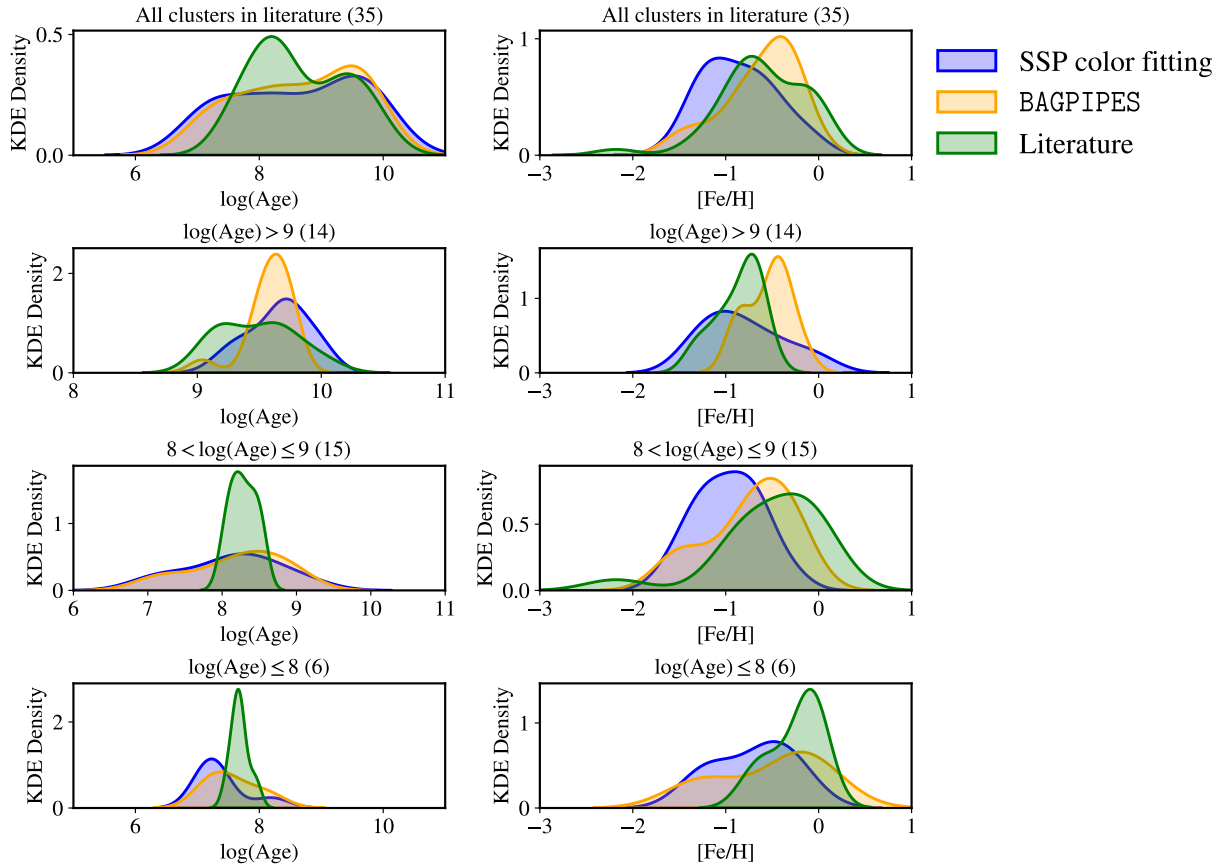 All clusters in literature (35)
KDE Density
0.5
0.0
6 8 10
log(Age)
All clusters in literature (35)
KDE Density
1
0
−3 −2 −1 0 1
[Fe/H]
SSP color fitting
BAGPIPES
Literature
log(Age) > 9 (14)
KDE Density
2
0
8 9 10 11
log(Age)
log(Age) > 9 (14)
KDE Density
1
0
−3 −2 −1 0 1
[Fe/H]
8 < log(Age) ≤ 9 (15)
KDE Density
1
0
6 7 8 9 10 11
log(Age)
8 < log(Age) ≤ 9 (15)
KDE Density
0.5
0.0
−3 −2 −1 0 1
[Fe/H]
log(Age) ≤ 8 (6)
KDE Density
2
0
6 8 10
log(Age)
log(Age) ≤ 8 (6)
KDE Density
1
0
−3 −2 −1 0 1
[Fe/H]